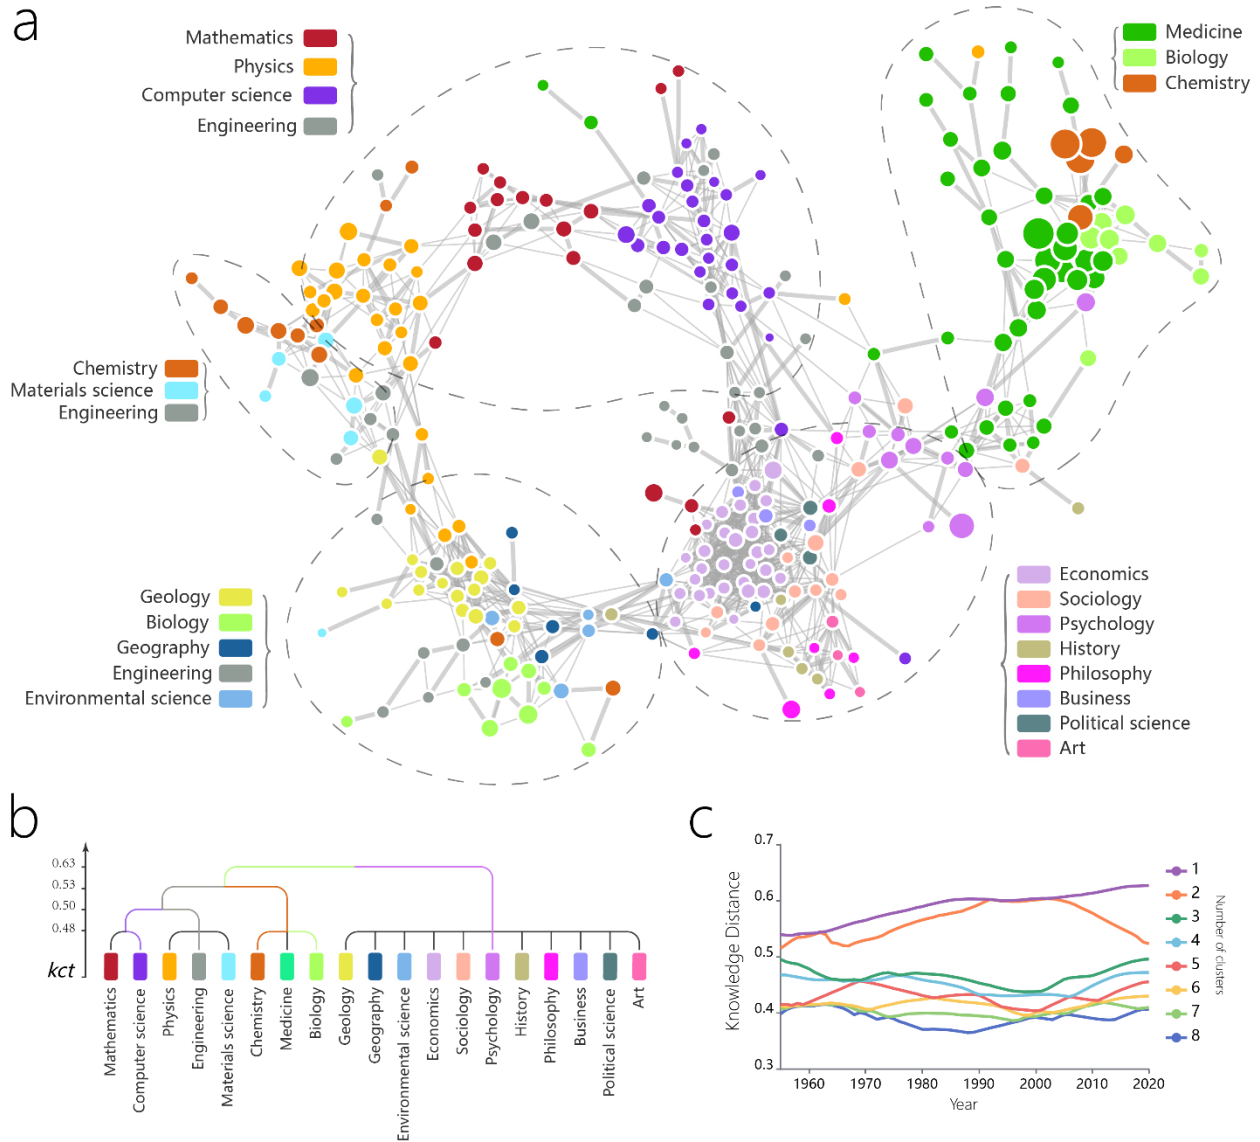 a
Mathematics
Physics
Computer science
Engineering
Medicine
Biology
Chemistry
Chemistry
Materials science
Engineering
Geology
Biology
Geography
Engineering
Environmental science
Economics
Sociology
Psychology
History
Philosophy
Business
Political science
Art
b
0.63
0.53
0.50
0.48
kct
Mathematics
Computer science
Physics
Engineering
Materials science
Chemistry
Medicine
Biology
Geology
Geography
Environmental science
Economics
Sociology
Psychology
History
Philosophy
Business
Political science
Art
c
Knowledge Distance
0.7
0.6
0.5
0.4
0.3
1960 1970 1980 1990 2000 2010 2020
Year
1
2
3
4
5
6
7
8
Number of clusters